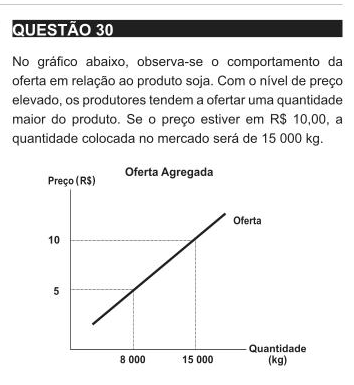 QUESTÃO 30
No gráfico abaixo, observa-se o comportamento da
oferta em relação ao produto soja. Com o nível de preço
elevado, os produtores tendem a ofertar uma quantidade
maior do produto. Se o preço estiver em R$ 10,00, a
quantidade colocada no mercado será de 15 000 kg.
Oferta Agregada
Preço (R$)
Oferta
10
5
8 000
15 000
Quantidade
(kg)